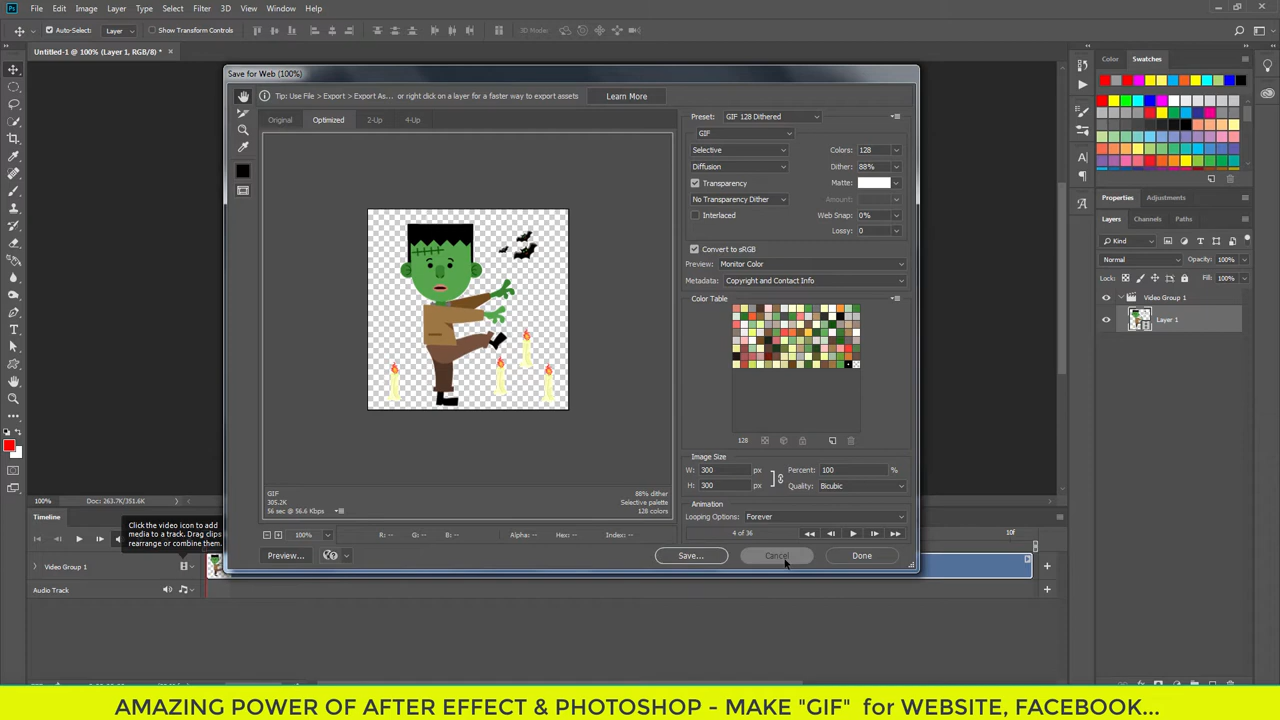 Ps File Edit Image Layer Type Select Filter 3D View Window Help
Auto-Select: Layer Show Transform Controls 3D Mode:
Untitled-1 @ 100% (Layer 1, RGB/8) * ×
Save for Web (100%)
Tip: Use File > Export > Export As... or right click on a layer for a faster way to export assets Learn More
Original Optimized 2-Up 4-Up
Preset: GIF 128 Dithered
GIF
Selective Colors: 128
Diffusion Dither: 88%
Transparency Matte:
No Transparency Dither Amount:
Interlaced Web Snap: 0%
Lossy: 0
Convert to sRGB
Preview: Monitor Color
Metadata: Copyright and Contact Info
Color Table
128
Image Size
W: 300 px Percent: 100 %
H: 300 px Quality: Bicubic
Animation
Looping Options: Forever
4 of 36
GIF
305.2K
56 sec @ 56.6 Kbps
88% dither
Selective palette
128 colors
100% R: -- G: -- B: -- Alpha: -- Hex: -- Index: --
Preview... Save... Cancel Done
Color Swatches
Properties Adjustments
Layers Channels Paths
Kind
Normal Opacity: 100%
Lock: Fill: 100%
Video Group 1
Layer 1
100% Doc: 263.7K/351.6K
Timeline
Click the video icon to add
media to a track. Drag clips
rearrange or combine them.
10f
Video Group 1
Audio Track
AMAZING POWER OF AFTER EFFECT & PHOTOSHOP - MAKE "GIF" for WEBSITE, FACEBOOK...